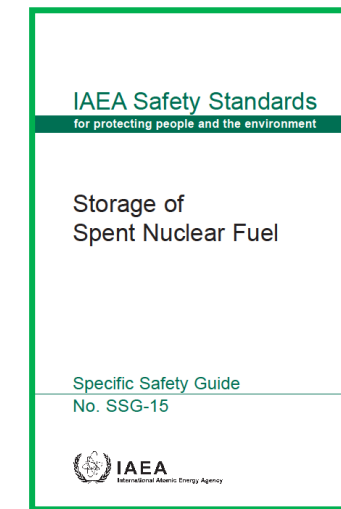 IAEA Safety Standards
for protecting people and the environment
Storage of
Spent Nuclear Fuel
Specific Safety Guide
No. SSG-15
IAEA
International Atomic Energy Agency